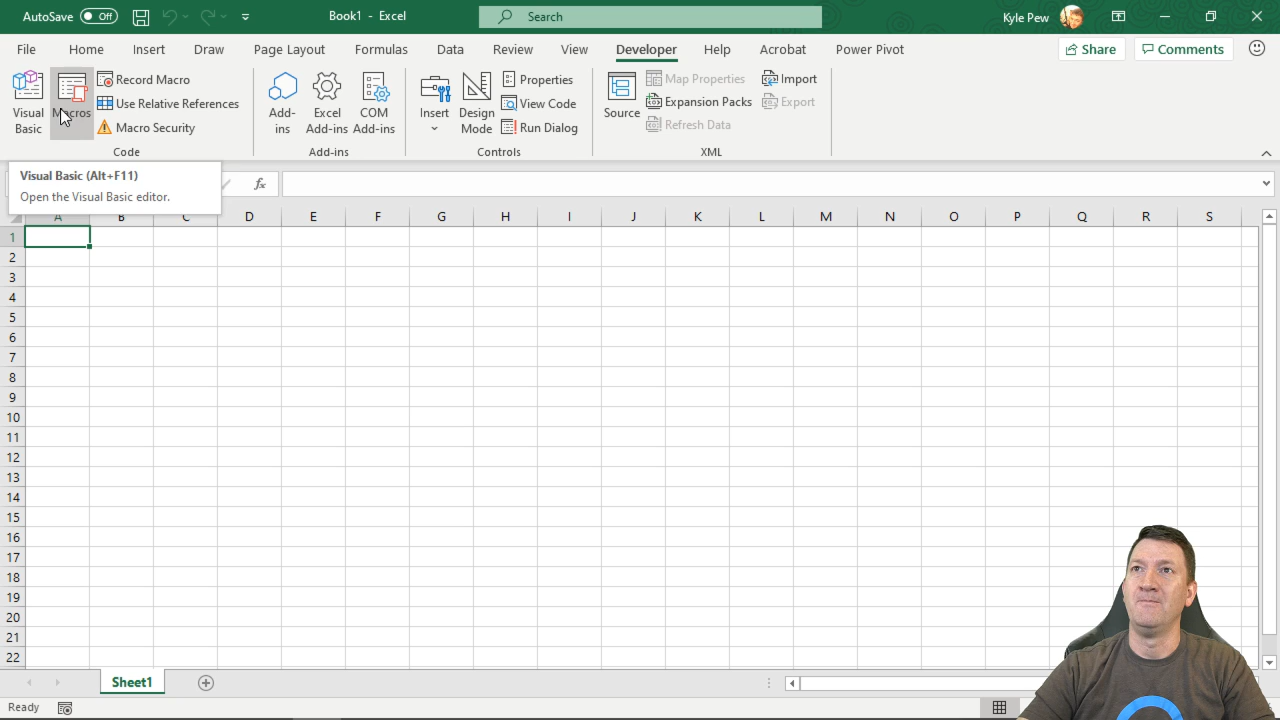 AutoSave Off Book1 - Excel Search Kyle Pew
File Home Insert Draw Page Layout Formulas Data Review View Developer Help Acrobat Power Pivot Share Comments
Visual Basic
Macros
Record Macro
Use Relative References
Macro Security
Code
Add-ins
Excel Add-ins
COM Add-ins
Add-ins
Insert
Design Mode
Properties
View Code
Run Dialog
Controls
Source
Map Properties
Expansion Packs
Refresh Data
Import
Export
XML
Visual Basic (Alt+F11)
Open the Visual Basic editor.
fx
A B C D E F G H I J K L M N O P Q R S
1
2
3
4
5
6
7
8
9
10
11
12
13
14
15
16
17
18
19
20
21
22
Sheet1
Ready